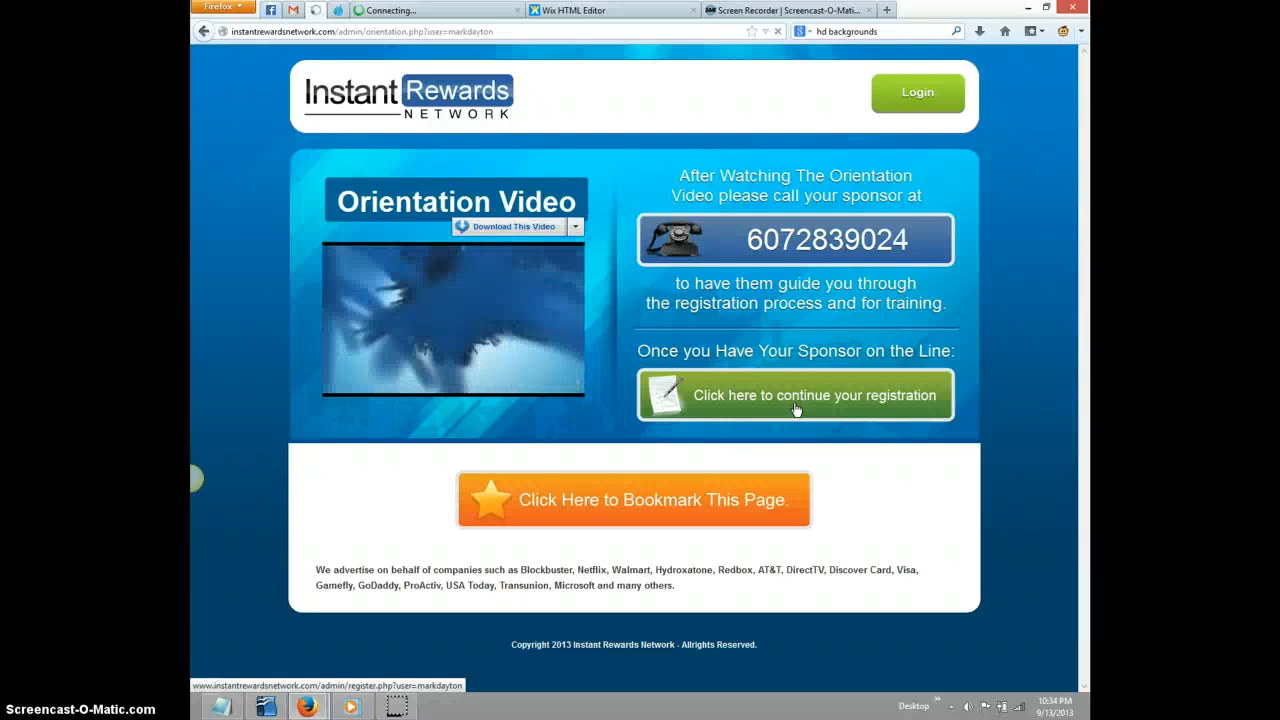 Firefox
Connecting...
Wix HTML Editor
Screen Recorder | Screencast-O-Mati...
instantrewardsnetwork.com/admin/orientation.php?user=markdayton
hd backgrounds
Instant Rewards
NETWORK
Login
Orientation Video
Download This Video
After Watching The Orientation
Video please call your sponsor at
6072839024
to have them guide you through
the registration process and for training.
Once you Have Your Sponsor on the Line:
Click here to continue your registration
Click Here to Bookmark This Page.
We advertise on behalf of companies such as Blockbuster, Netflix, Walmart, Hydroxatone, Redbox, AT&T, DirectTV, Discover Card, Visa,
Gamefly, GoDaddy, ProActiv, USA Today, Transunion, Microsoft and many others.
Copyright 2013 Instant Rewards Network - Allrights Reserved.
www.instantrewardsnetwork.com/admin/register.php?user=markdayton
Desktop
10:34 PM
9/13/2013
Screencast-O-Matic.com